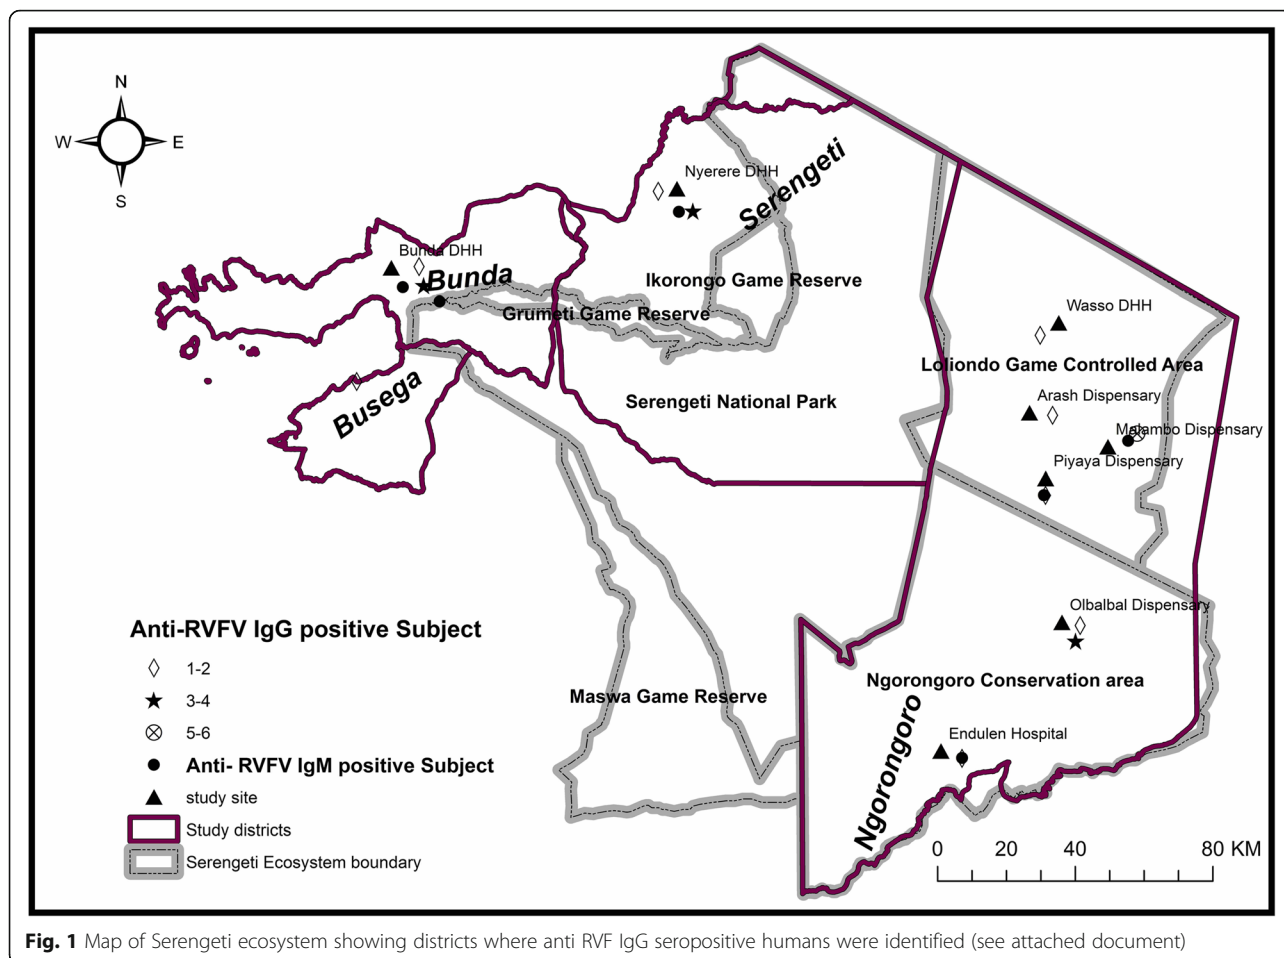 N
W E
S
Nyerere DHH
Serengeti
Bunda DHH
Bunda
Ikorongo Game Reserve
Grumeti Game Reserve
Wasso DHH
Loliondo Game Controlled Area
Busega
Serengeti National Park
Arash Dispensary
Malambo Dispensary
Piyaya Dispensary
Olbalbal Dispensary
Ngorongoro Conservation area
Maswa Game Reserve
Ngorongoro
Endulen Hospital
Anti-RVFV IgG positive Subject
1-2
3-4
5-6
Anti- RVFV IgM positive Subject
study site
Study districts
Serengeti Ecosystem boundary
0 20 40 80 KM
Fig. 1 Map of Serengeti ecosystem showing districts where anti RVF IgG seropositive humans were identified (see attached document)